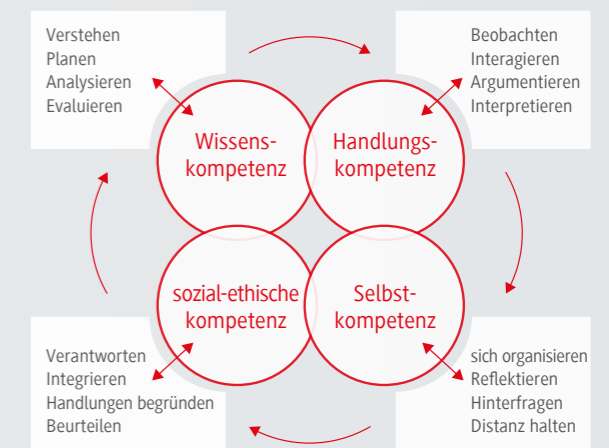 Verstehen
Planen
Analysieren
Evaluieren
Beobachten
Interagieren
Argumentieren
Interpretieren
Wissens-
kompetenz
Handlungs-
kompetenz
sozial-ethische
kompetenz
Selbst-
kompetenz
Verantworten
Integrieren
Handlungen begründen
Beurteilen
sich organisieren
Reflektieren
Hinterfragen
Distanz halten